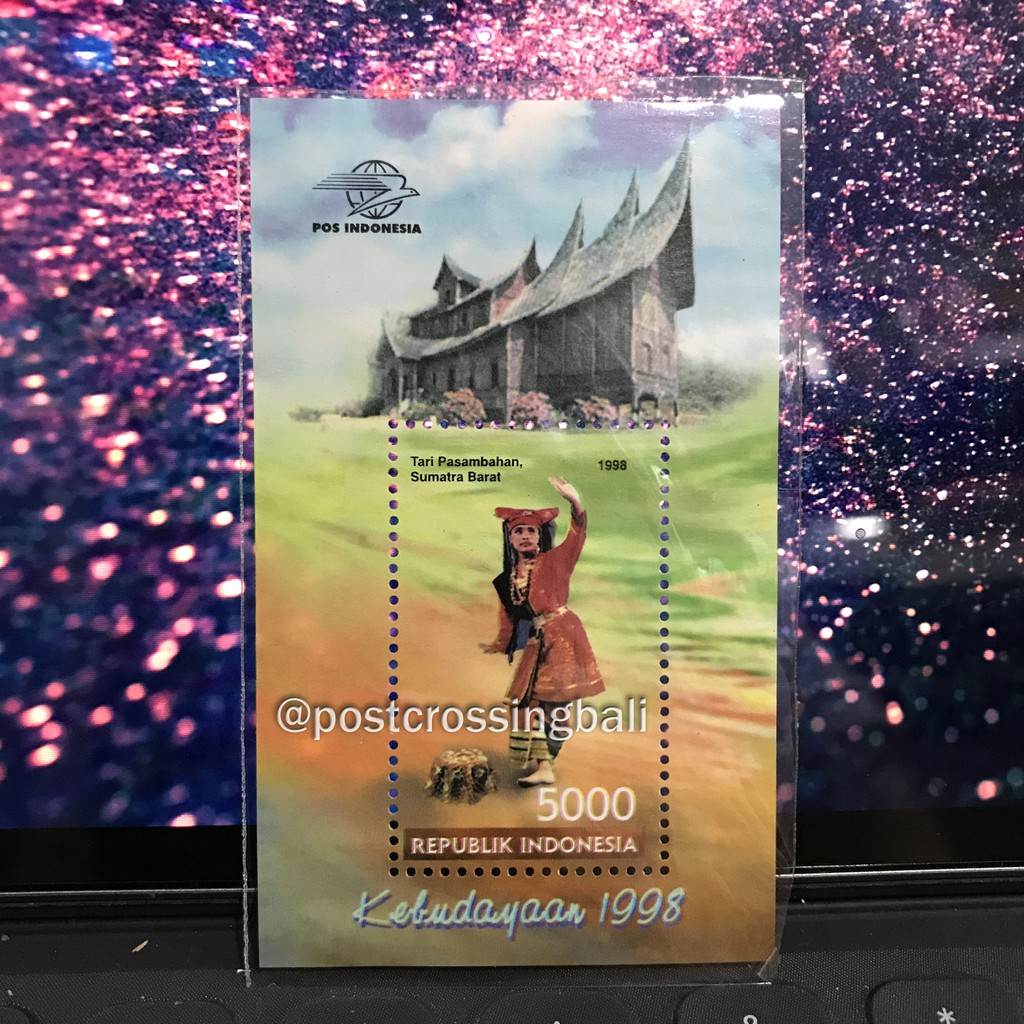 POS INDONESIA
Tari Pasambahan,
Sumatra Barat
1998
@postcrossingbali
5000
REPUBLIK INDONESIA
Kebudayaan 1998
*